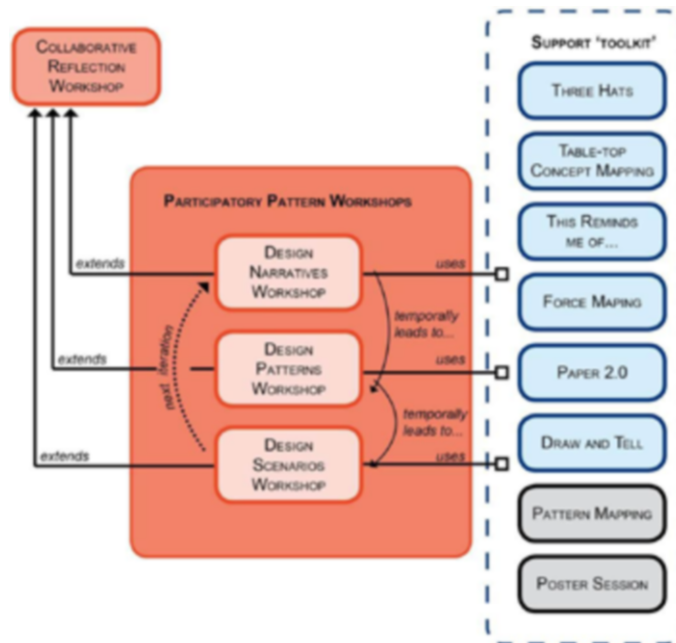 COLLABORATIVE
REFLECTION
WORKSHOP
SUPPORT 'TOOLKIT'
THREE HATS
TABLE-TOP
CONCEPT MAPPING
THIS REMINDS
ME OF...
FORCE MAPING
PAPER 2.0
DRAW AND TELL
PATTERN MAPPING
POSTER SESSION
PARTICIPATORY PATTERN WORKSHOPS
DESIGN
NARRATIVES
WORKSHOP
DESIGN
PATTERNS
WORKSHOP
DESIGN
SCENARIOS
WORKSHOP
extends
extends
extends
uses
uses
uses
next iteration
temporally
leads to...
temporally
leads to...